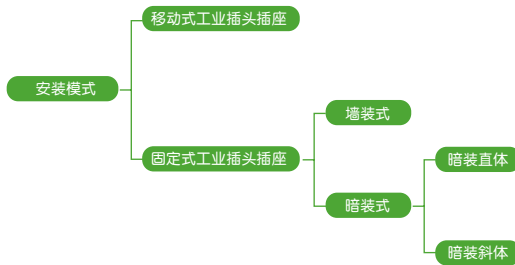 移动式工业插头插座
安装模式
墙装式
固定式工业插头插座
暗装直体
暗装式
暗装斜体